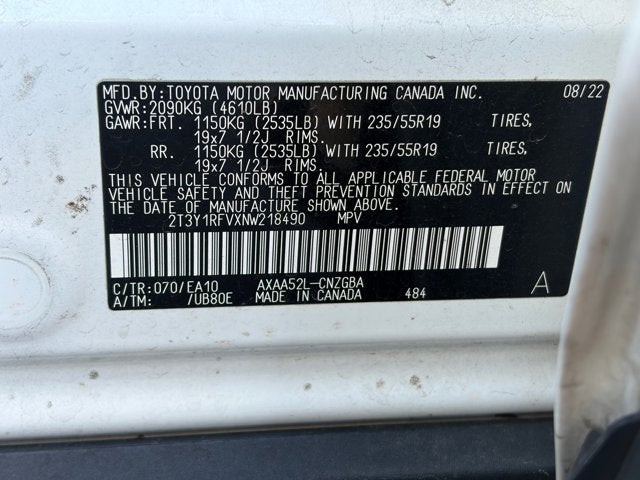 MFD. BY: TOYOTA MOTOR MANUFACTURING CANADA INC. 08/22
GVWR: 2090KG (4610LB)
GAWR: FRT. 1150KG (2535LB) WITH 235/55R19 TIRES,
19x7 1/2J RIMS.
RR. 1150KG (2535LB) WITH 235/55R19 TIRES,
19x7 1/2J RIMS.
THIS VEHICLE CONFORMS TO ALL APPLICABLE FEDERAL MOTOR
VEHICLE SAFETY AND THEFT PREVENTION STANDARDS IN EFFECT ON
THE DATE OF MANUFACTURE SHOWN ABOVE.
2T3Y1RFVXNW218490 MPV
C/TR: 070/EA10 AXAA52L-CNZGBA A
A/TM: /UB80E MADE IN CANADA 484